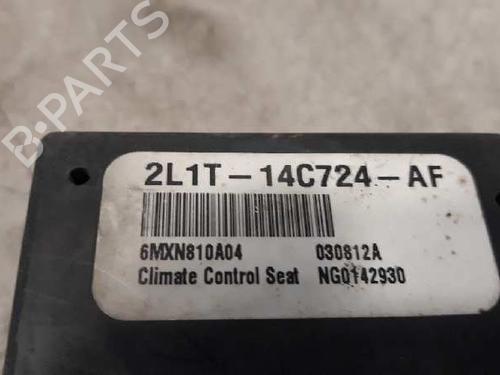 B-PARTS
2L1T-14C724-AF
6MXN810A04 030812A
Climate Control Seat NG0142930